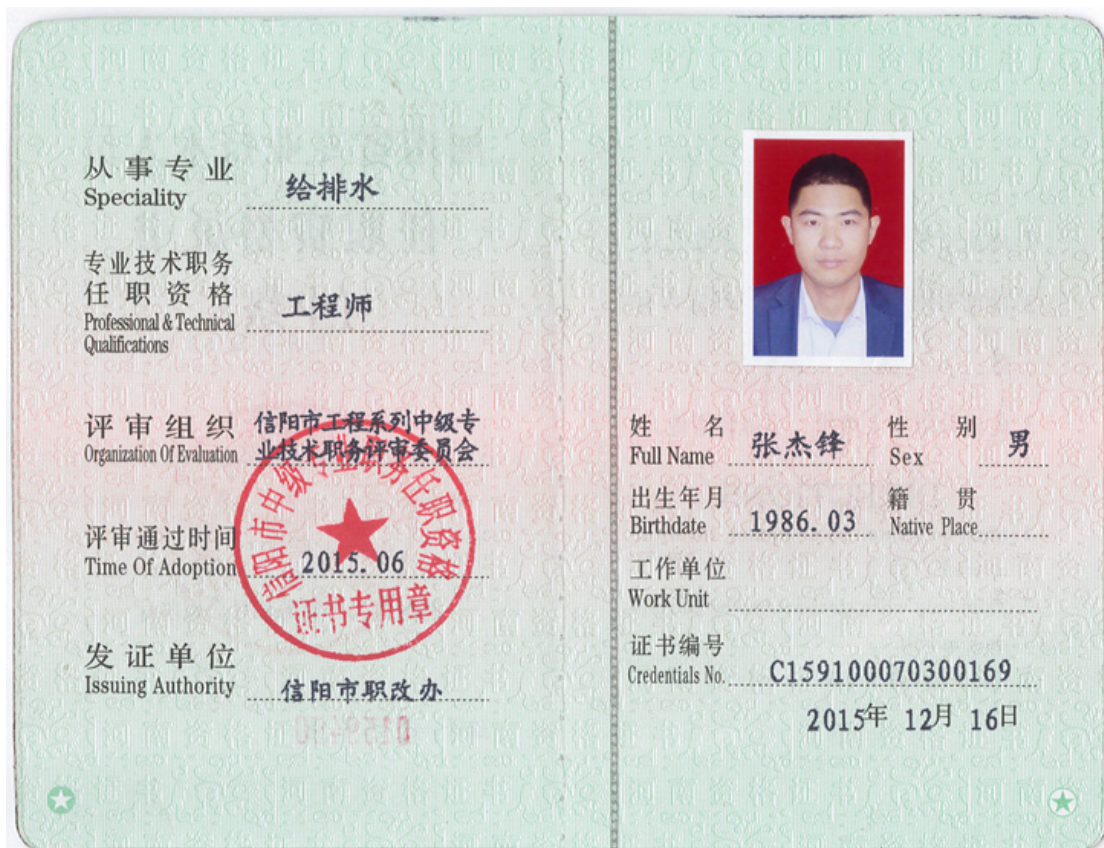 从事专业 给排水
Speciality
专业技术职务
任职资格 工程师
Professional & Technical
Qualifications
评审组织 信阳市工程系列中级专
Organization Of Evaluation 业技术职务评审委员会
评审通过时间
Time Of Adoption 2015.06
发证单位
Issuing Authority 信阳市职改办
信阳市中级专业职务任职资格
证书专用章
姓名 张杰锋 性别 男
Full Name Sex
出生年月 籍贯
Birthdate 1986.03 Native Place
工作单位
Work Unit
证书编号
Credentials No. C159100070300169
2015年 12月 16日